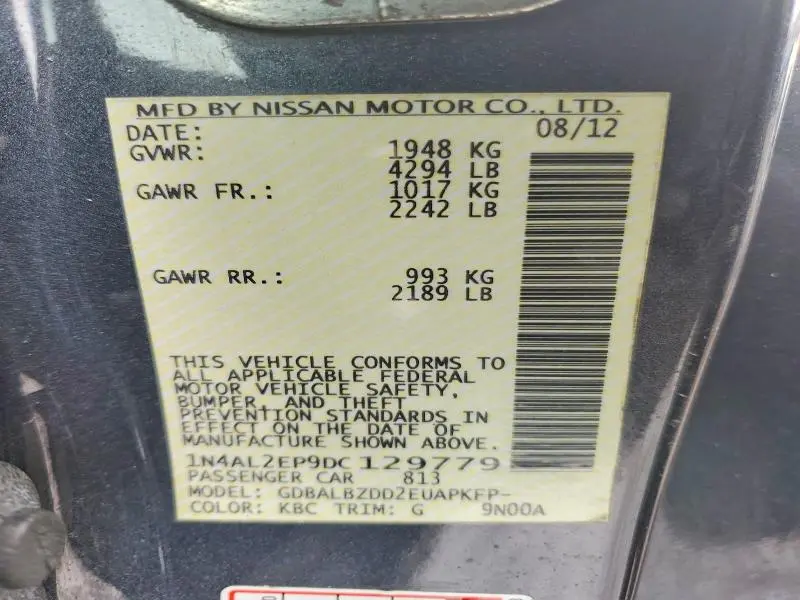 MFD BY NISSAN MOTOR CO., LTD.
DATE: 08/12
GVWR: 1948 KG
4294 LB
GAWR FR.: 1017 KG
2242 LB
GAWR RR.: 993 KG
2189 LB
THIS VEHICLE CONFORMS TO
ALL APPLICABLE FEDERAL
MOTOR VEHICLE SAFETY,
BUMPER, AND THEFT
PREVENTION STANDARDS IN
EFFECT ON THE DATE OF
MANUFACTURE SHOWN ABOVE.
1N4AL2EP9DC 129779
PASSENGER CAR 813
MODEL: GDBALBZDD2EUAPKFP-
COLOR: KBC TRIM: G 9N00A